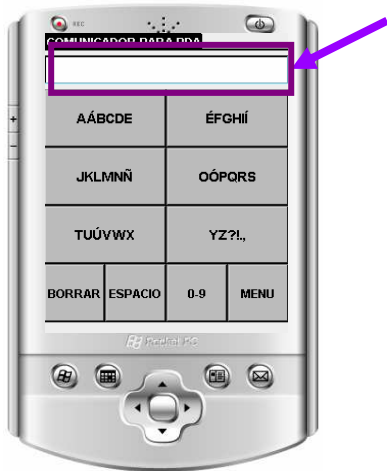 REC
COMUNICADOR PARA PDA
AÁBCDE ÉFGHIÍ
JKLMNÑ OÓPQRS
TUÚVWX YZ?!.,
BORRAR ESPACIO 0-9 MENU
Pocket PC